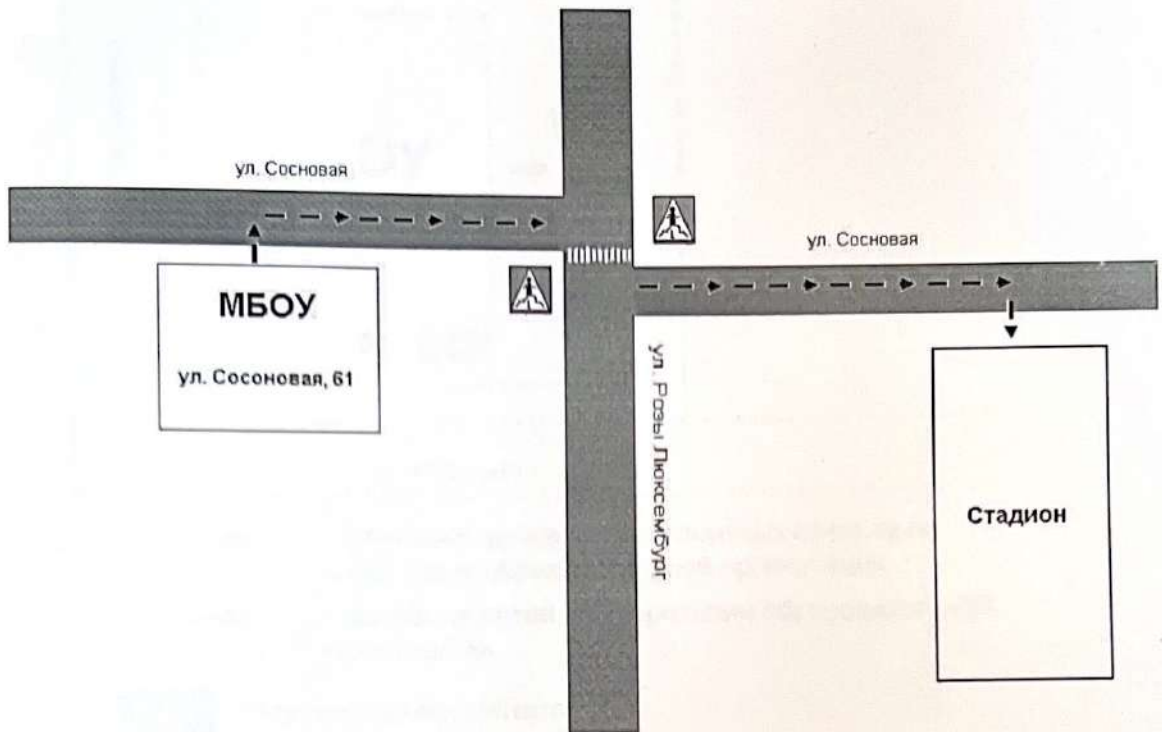 ул. Сосновая
ул. Сосновая
МБОУ
ул. Сосоновая, 61
ул. Розы Люксембург
Стадион